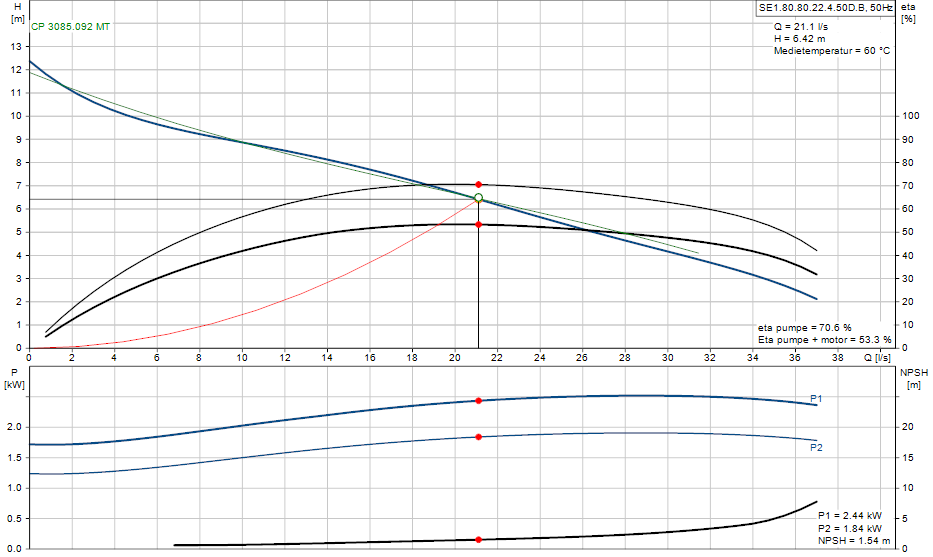 H
[m]
CP 3085.092 MT
SE1.80.80.22.4.50D.B, 50Hz
eta
[%]
Q = 21.1 l/s
H = 6.42 m
Medietemperatur = 60 °C
13
12
11
10
9
8
7
6
5
4
3
2
1
0
100
90
80
70
60
50
40
30
20
10
0
eta pumpe = 70.6 %
Eta pumpe + motor = 53.3 %
0 2 4 6 8 10 12 14 16 18 20 22 24 26 28 30 32 34 36 38 Q [l/s]
P
[kW]
NPSH
[m]
2.0
1.5
1.0
0.5
0.0
20
15
10
5
0
P1
P2
P1 = 2.44 kW
P2 = 1.84 kW
NPSH = 1.54 m